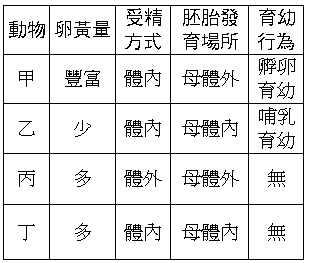 動物 卵黃量 受精方式 胚胎發育場所 育幼行為
甲 豐富 體內 母體外 孵卵育幼
乙 少 體內 母體內 哺乳育幼
丙 多 體外 母體外 無
丁 多 體內 母體內 無